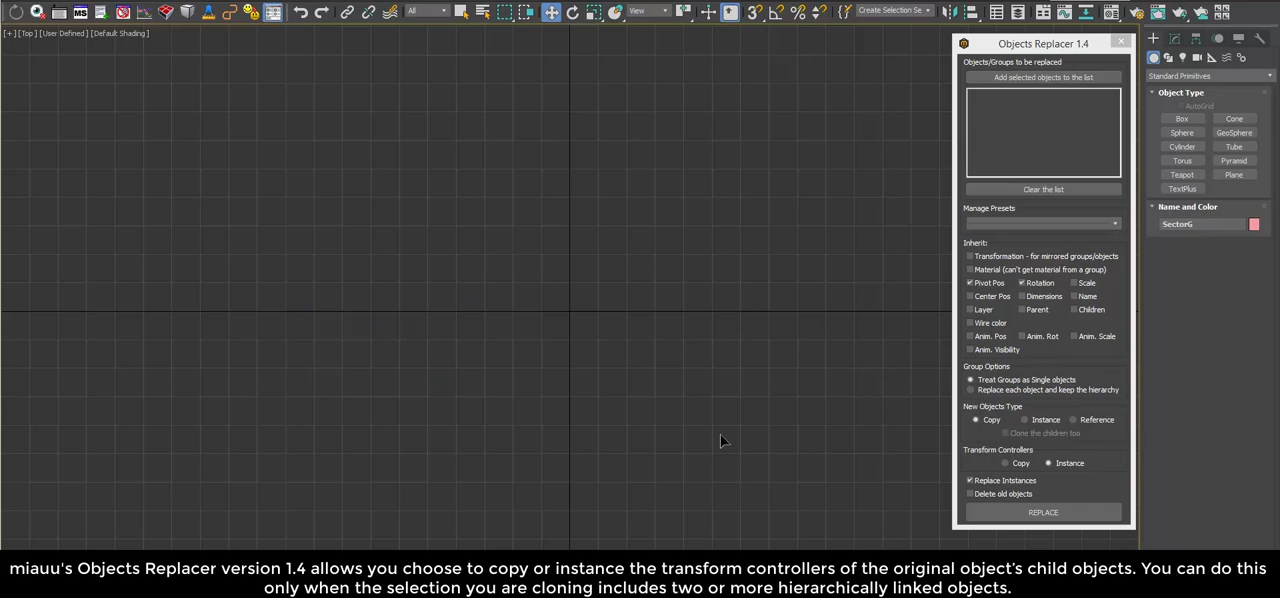 All
View
Create Selection Se
[+] [Top] [User Defined] [Default Shading]
Objects Replacer 1.4
Objects/Groups to be replaced
Add selected objects to the list
Clear the list
Manage Presets
Inherit:
Transformation - for mirrored groups/objects
Material (can't get material from a group)
Pivot Pos Rotation Scale
Center Pos Dimensions Name
Layer Parent Children
Wire color
Anim. Pos Anim. Rot Anim. Scale
Anim. Visibility
Group Options
Treat Groups as Single objects
Replace each object and keep the hierarchy
New Objects Type
Copy Instance Reference
Clone the children too
Transform Controllers
Copy Instance
Replace Intstances
Delete old objects
REPLACE
Standard Primitives
Object Type
AutoGrid
Box Cone
Sphere GeoSphere
Cylinder Tube
Torus Pyramid
Teapot Plane
TextPlus
Name and Color
SectorG
miauu's Objects Replacer version 1.4 allows you choose to copy or instance the transform controllers of the original object's child objects. You can do this
only when the selection you are cloning includes two or more hierarchically linked objects.